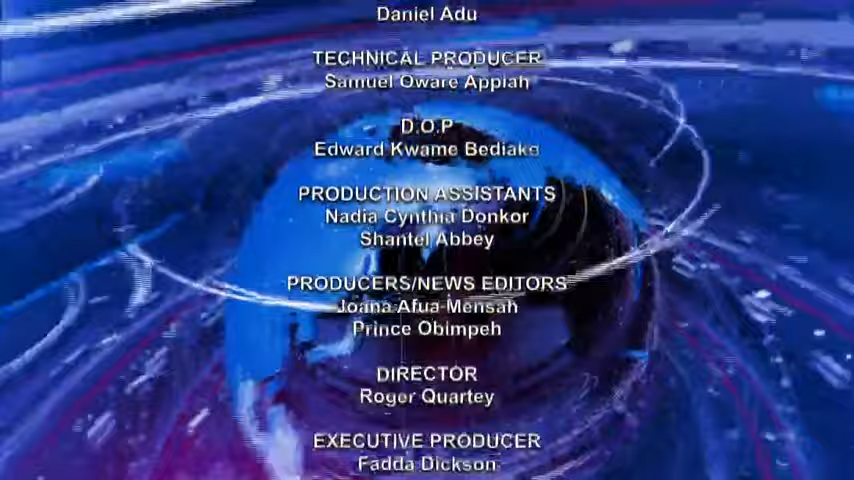 Daniel Adu
TECHNICAL PRODUCER
Samuel Oware Appiah
D.O.P
Edward Kwame Bediako
PRODUCTION ASSISTANTS
Nadia Cynthia Donkor
Shantel Abbey
PRODUCERS/NEWS EDITORS
Joana Afua Mensah
Prince Obimpeh
DIRECTOR
Roger Quartey
EXECUTIVE PRODUCER
Fadda Dickson